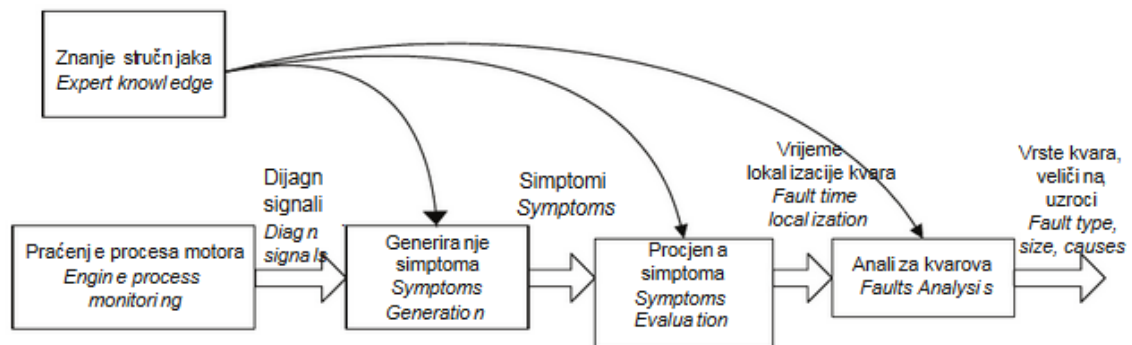 Znanje stručnjaka
Expert knowledge
Dijagn
signali
Diagn
signals
Simptomi
Symptoms
Vrijeme
lokalizacije kvara
Fault time
localization
Vrste kvara,
veličina,
uzroci
Fault type,
size, causes
Praćenje procesa motora
Engine process
monitoring
Generiranje
simptoma
Symptoms
Generation
Procjena
simptoma
Symptoms
Evaluation
Analiza kvarova
Faults Analysis